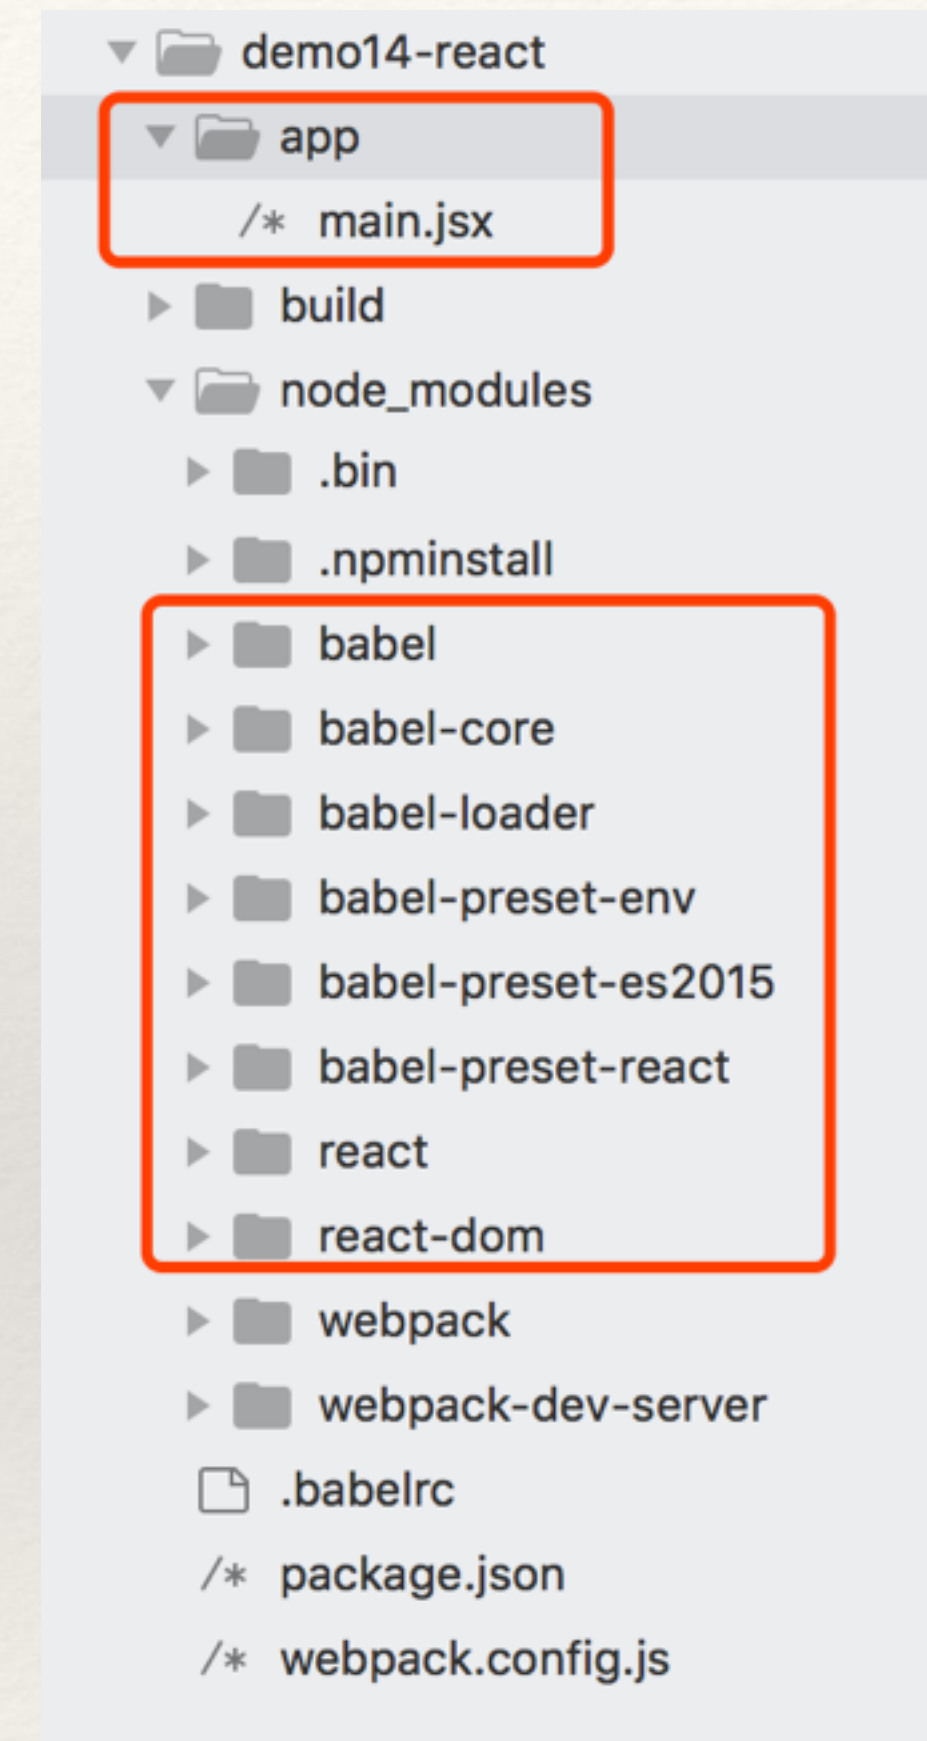 demo14-react
app
/* main.jsx
build
node_modules
.bin
.npminstall
babel
babel-core
babel-loader
babel-preset-env
babel-preset-es2015
babel-preset-react
react
react-dom
webpack
webpack-dev-server
.babelrc
/* package.json
/* webpack.config.js